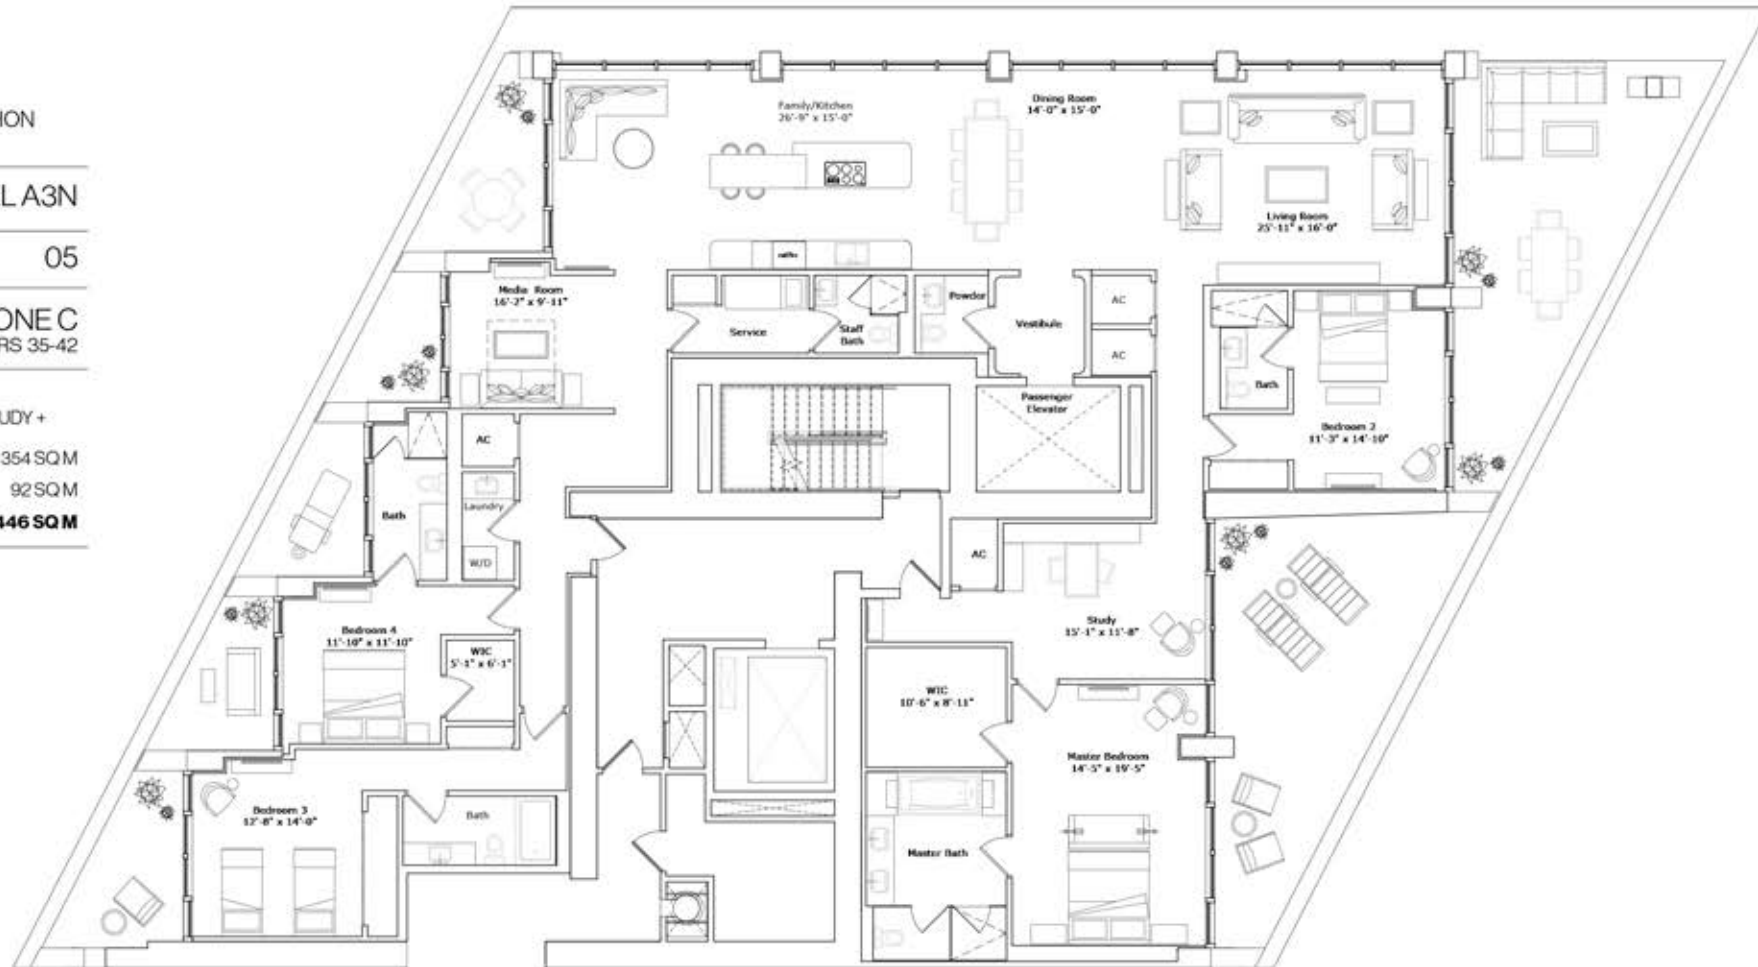 ION
L A3N
05
ONE C
RS 35-42
UDY +
354 SQ M
92 SQ M
446 SQ M
Family/Kitchen
26'-9" x 15'-0"
Dining Room
14'-0" x 15'-0"
Living Room
25'-11" x 16'-0"
Media Room
16'-2" x 9'-11"
Service
Staff
Bath
Powder
Vestibule
AC
AC
Passenger
Elevator
Bath
Bedroom 2
11'-3" x 14'-10"
AC
Laundry
W/D
Bath
AC
Study
15'-1" x 11'-8"
Bedroom 4
11'-10" x 11'-10"
WIC
5'-1" x 6'-1"
WIC
10'-6" x 8'-11"
Master Bedroom
14'-5" x 19'-5"
Bedroom 3
12'-8" x 14'-0"
Bath
Master Bath